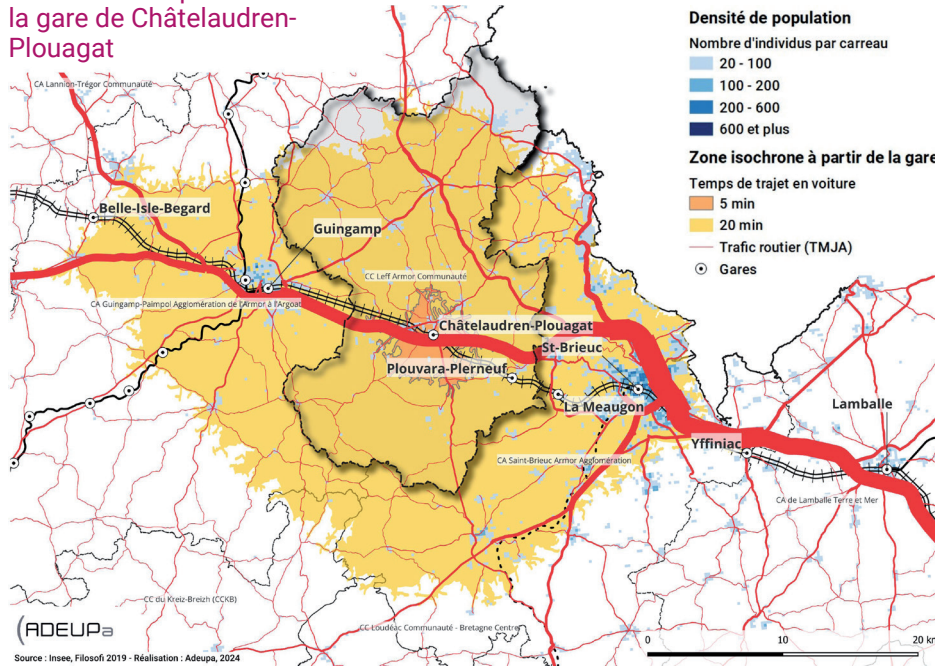 la gare de Châtelaudren-
Plouagat
Densité de population
Nombre d'individus par carreau
20 - 100
100 - 200
200 - 600
600 et plus
Zone isochrone à partir de la gare
Temps de trajet en voiture
5 min
20 min
Trafic routier (TMJA)
Gares
CA Lannion-Trégor Communauté
Belle-Isle-Begard
Guingamp
CC Leff Armor Communauté
CA Guingamp-Paimpol Agglomération de l'Armor à l'Argoat
Châtelaudren-Plouagat
St-Brieuc
Plouvara-Plerneuf
La Meaugon
Lamballe
Yffiniac
CA Saint-Brieuc Armor Agglomération
CA de Lamballe Terre et Mer
CC du Kreiz-Breizh (CCKB)
CC Loudéac Communauté - Bretagne Centre
ADEUPa
0 10 20 km
Source : Insee, Filosofi 2019 - Réalisation : Adeupa, 2024